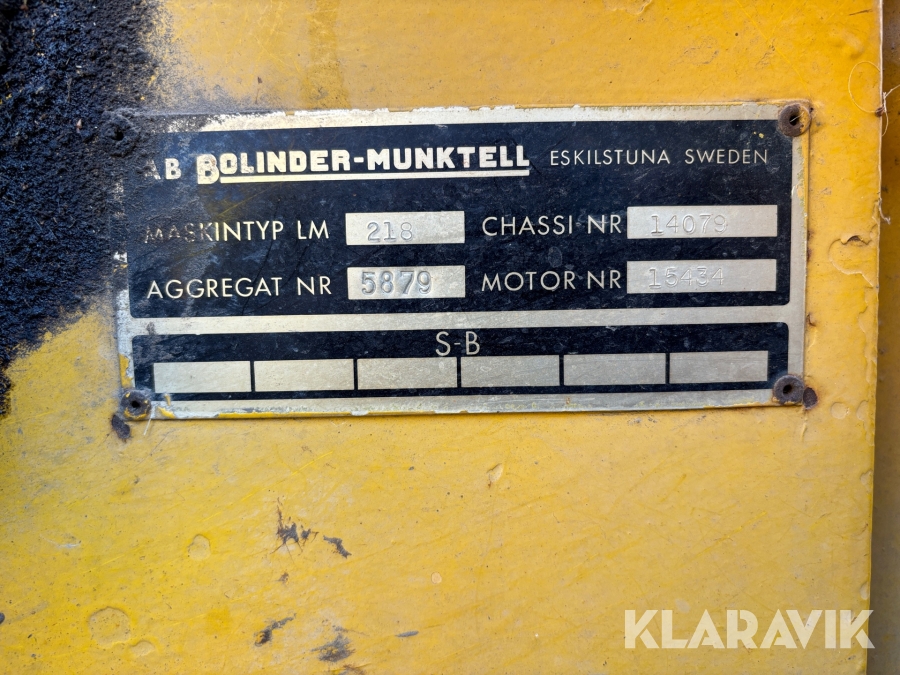 AB BOLINDER-MUNKTELL ESKILSTUNA SWEDEN
MASKINTYP LM 218 CHASSI-NR 14079
AGGREGAT NR 5879 MOTOR NR 15434
S-B
KLARAVIK